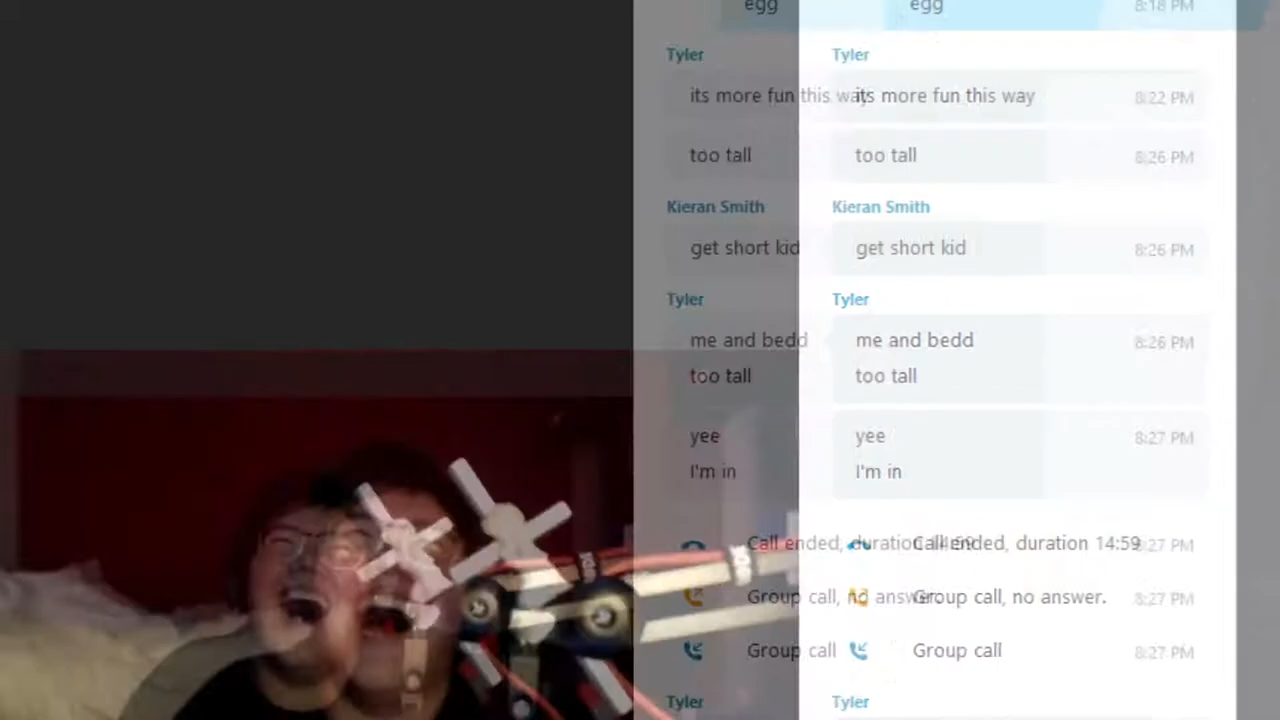 egg 8:18 PM
Tyler
its more fun this way 8:22 PM
too tall 8:26 PM
Kieran Smith
get short kid 8:26 PM
Tyler
me and bedd 8:26 PM
too tall
yee 8:27 PM
I'm in
Call ended, duration 14:59 8:27 PM
Group call, no answer. 8:27 PM
Group call 8:27 PM
Tyler